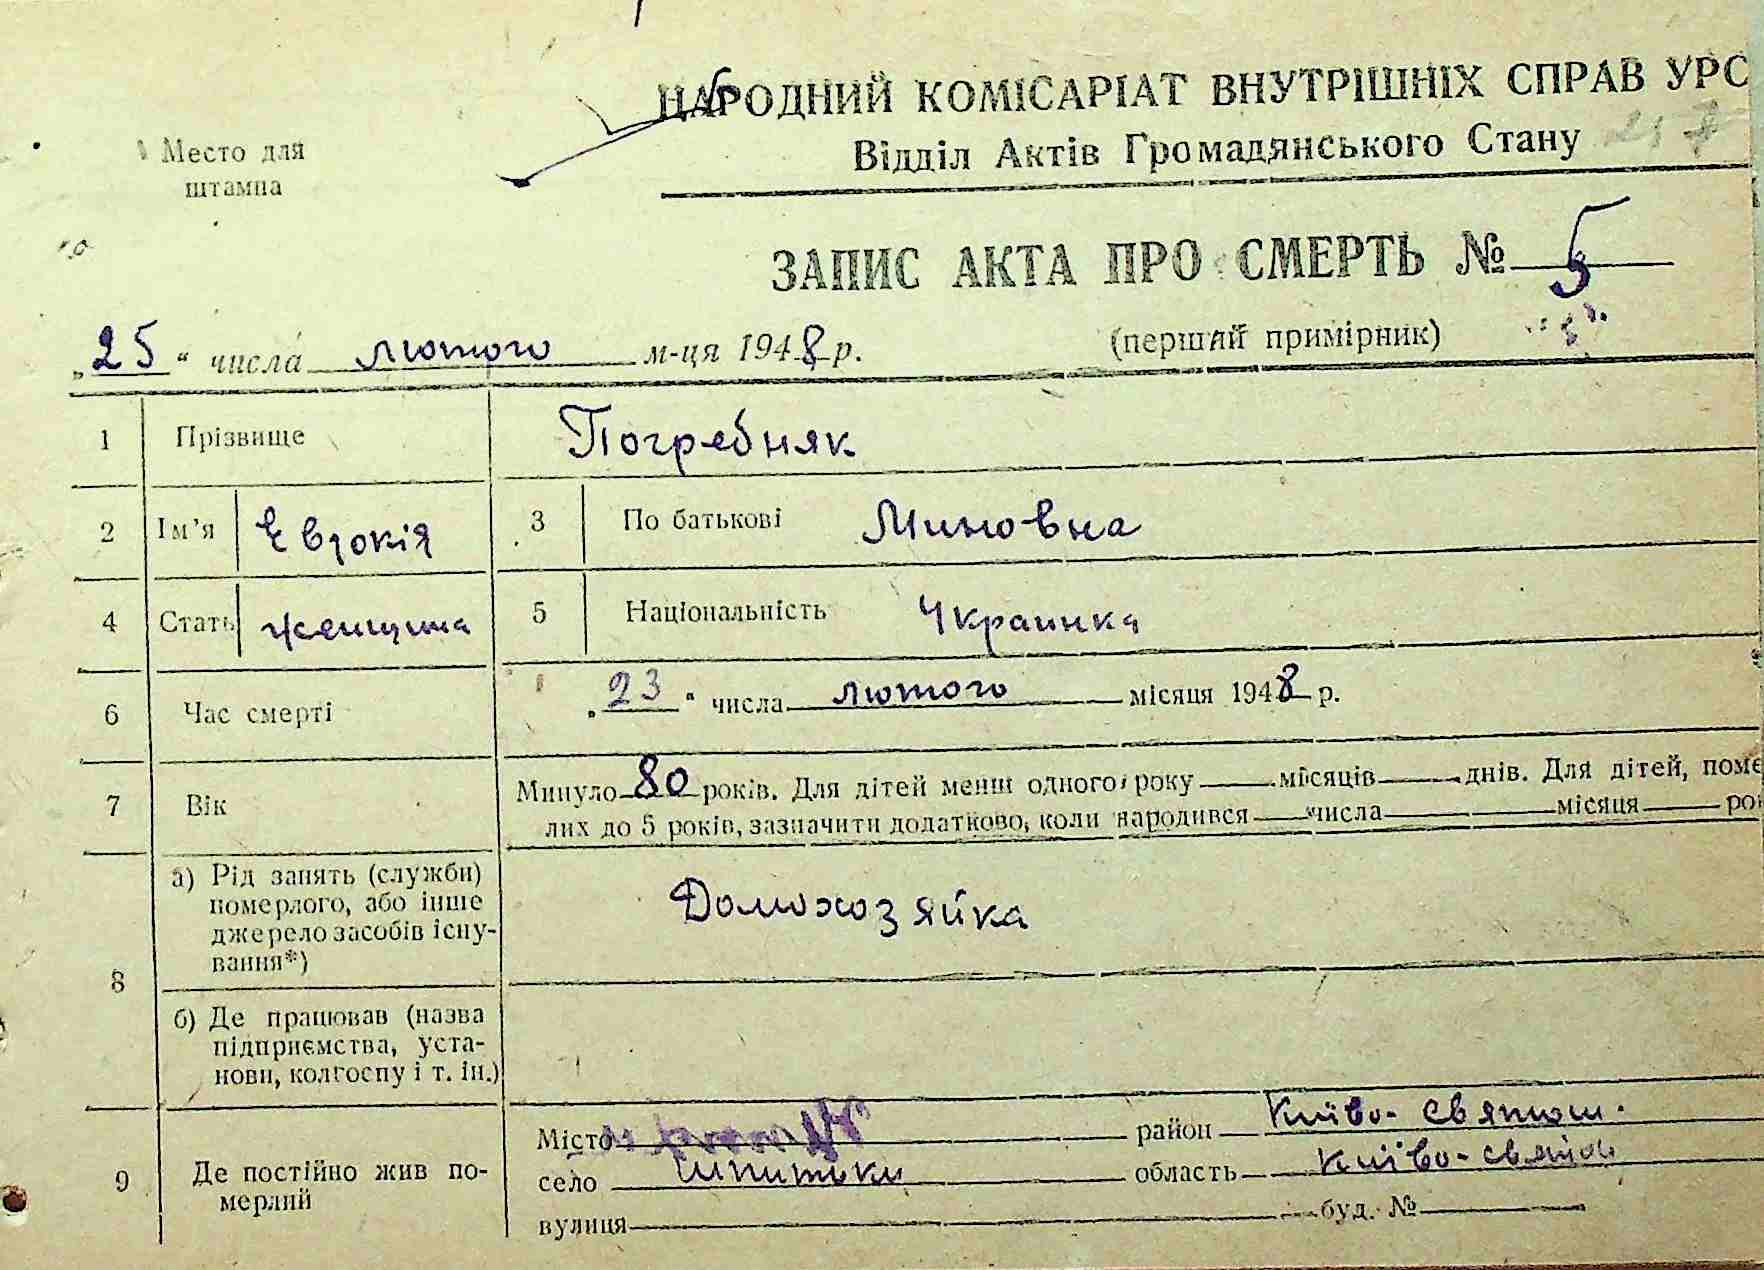 НАРОДНИЙ КОМІСАРІАТ ВНУТРІШНІХ СПРАВ УРС
Відділ Актів Громадянського Стану
Место для
штампа
ЗАПИС АКТА ПРО СМЕРТЬ № 5
„25“ числа лютого м-ця 1948 р. (перший примірник)
1 Прізвище Погребняк
2 Ім'я Евдокія 3 По батькові Миновна
4 Стать женщина 5 Національність Украинка
6 Час смерті „23“ числа лютого місяця 1948 р.
7 Вік Минуло 80 років. Для дітей менш одного року — місяців — днів. Для дітей, поме
лих до 5 років, зазначити додатково, коли народився — числа — місяця — ро
8 а) Рід занять (служби)
померлого, або інше
джерело засобів існу-
вання*) Домохозяйка
б) Де працював (назва
підприємства, уста-
нови, колгоспу і т. ін.)
9 Де постійно жив по-
мерлий
Місто район Київо-Святош.
село Шпитьки область Київо-святош
вулиця буд. №